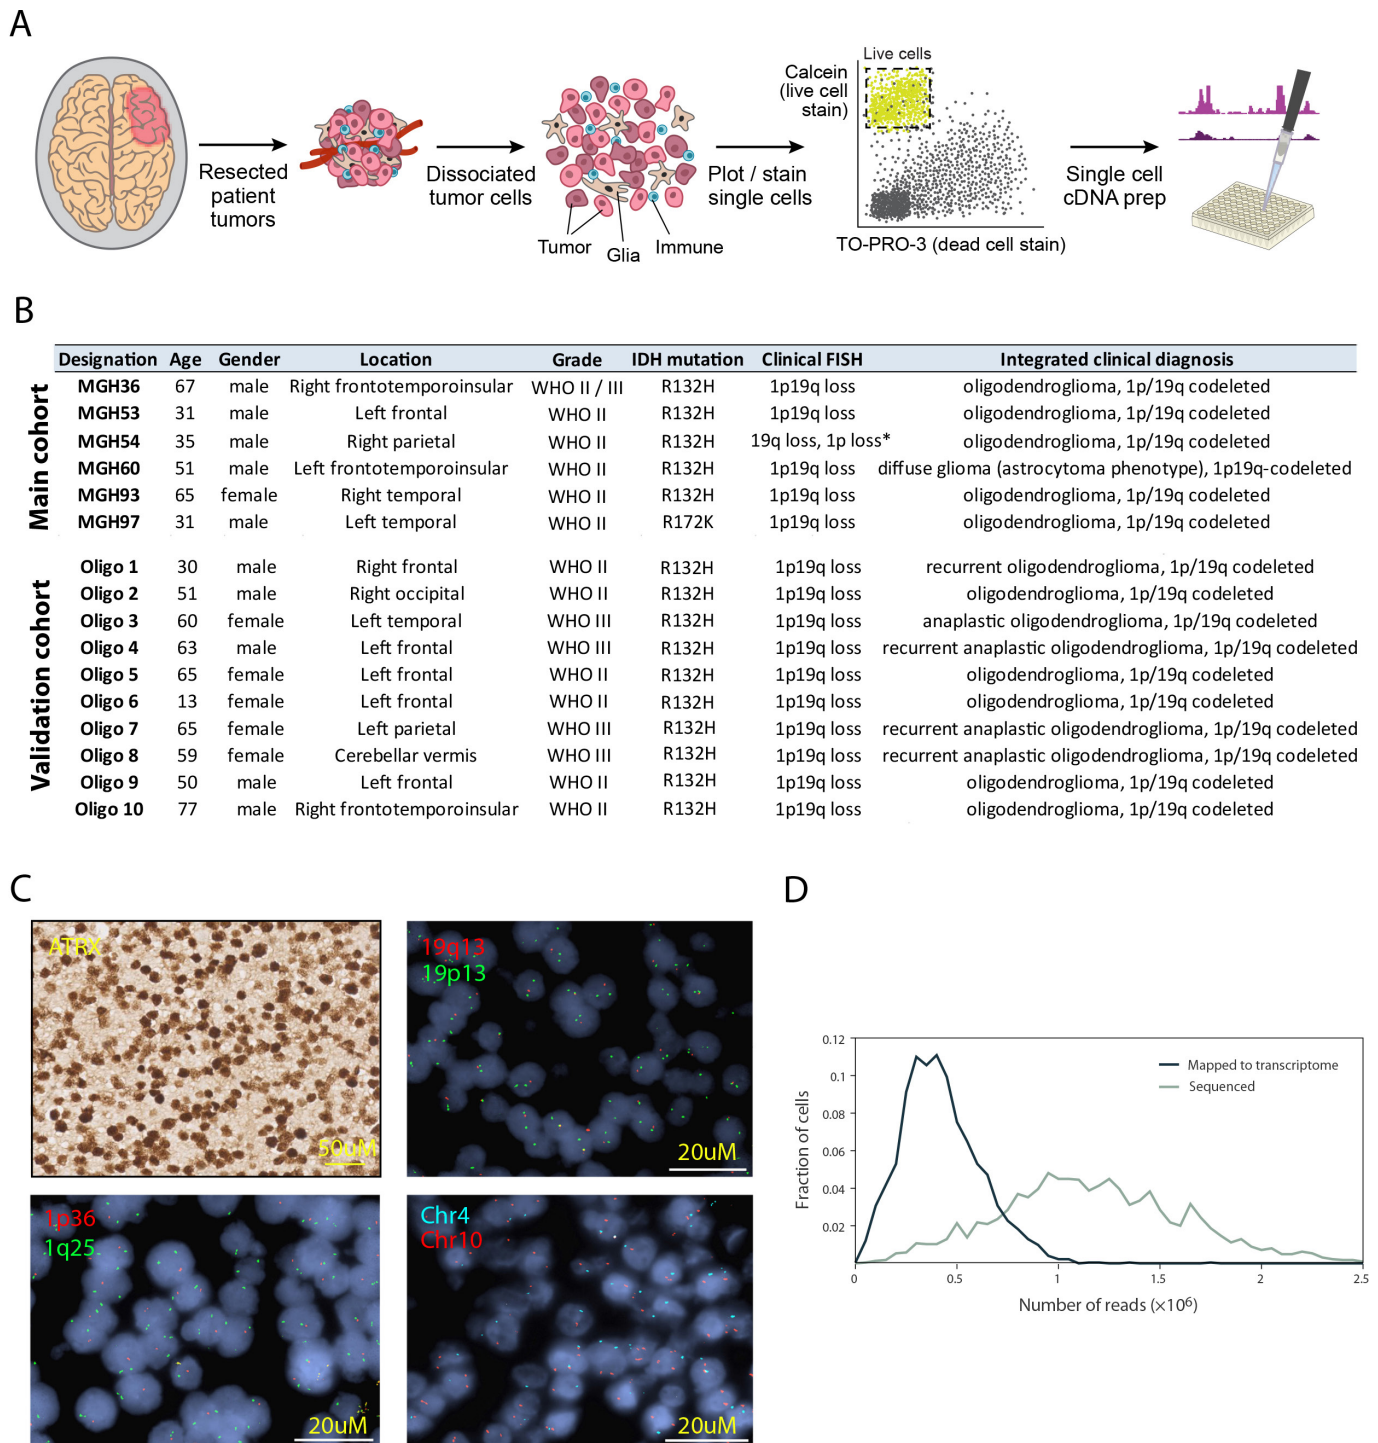 A
Resected
patient
tumors
Dissociated
tumor cells
Tumor
Glia
Immune
Plot / stain
single cells
Live cells
Calcein
(live cell
stain)
TO-PRO-3 (dead cell stain)
Single cell
cDNA prep
B
Designation Age Gender Location Grade IDH mutation Clinical FISH Integrated clinical diagnosis
Main cohort
MGH36 67 male Right frontotemporoinsular WHO II / III R132H 1p19q loss oligodendroglioma, 1p/19q codeleted
MGH53 31 male Left frontal WHO II R132H 1p19q loss oligodendroglioma, 1p/19q codeleted
MGH54 35 male Right parietal WHO II R132H 19q loss, 1p loss* oligodendroglioma, 1p/19q codeleted
MGH60 51 male Left frontotemporoinsular WHO II R132H 1p19q loss diffuse glioma (astrocytoma phenotype), 1p19q-codeleted
MGH93 65 female Right temporal WHO II R132H 1p19q loss oligodendroglioma, 1p/19q codeleted
MGH97 31 male Left temporal WHO II R172K 1p19q loss oligodendroglioma, 1p/19q codeleted
Validation cohort
Oligo 1 30 male Right frontal WHO II R132H 1p19q loss recurrent oligodendroglioma, 1p/19q codeleted
Oligo 2 51 male Right occipital WHO II R132H 1p19q loss oligodendroglioma, 1p/19q codeleted
Oligo 3 60 female Left temporal WHO III R132H 1p19q loss anaplastic oligodendroglioma, 1p/19q codeleted
Oligo 4 63 male Left frontal WHO III R132H 1p19q loss recurrent anaplastic oligodendroglioma, 1p/19q codeleted
Oligo 5 65 female Left frontal WHO II R132H 1p19q loss oligodendroglioma, 1p/19q codeleted
Oligo 6 13 female Left frontal WHO II R132H 1p19q loss oligodendroglioma, 1p/19q codeleted
Oligo 7 65 female Left parietal WHO III R132H 1p19q loss recurrent anaplastic oligodendroglioma, 1p/19q codeleted
Oligo 8 59 female Cerebellar vermis WHO III R132H 1p19q loss recurrent anaplastic oligodendroglioma, 1p/19q codeleted
Oligo 9 50 male Left frontal WHO II R132H 1p19q loss oligodendroglioma, 1p/19q codeleted
Oligo 10 77 male Right frontotemporoinsular WHO II R132H 1p19q loss oligodendroglioma, 1p/19q codeleted
C
ATRX
50uM
19q13
19p13
20uM
1p36
1q25
20uM
Chr4
Chr10
20uM
D
Fraction of cells
0.12
0.1
0.08
0.06
0.04
0.02
Mapped to transcriptome
Sequenced
0 0.5 1 1.5 2 2.5
Number of reads (×10⁶)